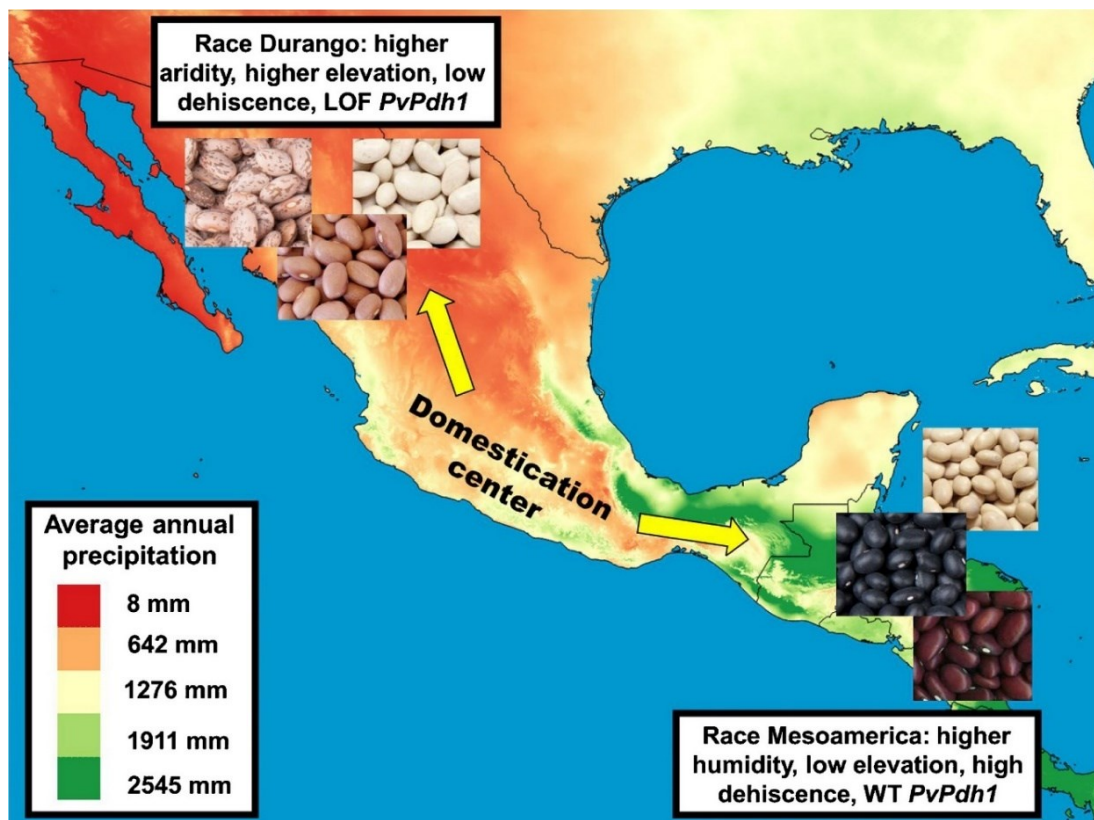 Race Durango: higher
aridity, higher elevation, low
dehiscence, LOF PvPdh1
Domestication
center
Average annual
precipitation
8 mm
642 mm
1276 mm
1911 mm
2545 mm
Race Mesoamerica: higher
humidity, low elevation, high
dehiscence, WT PvPdh1